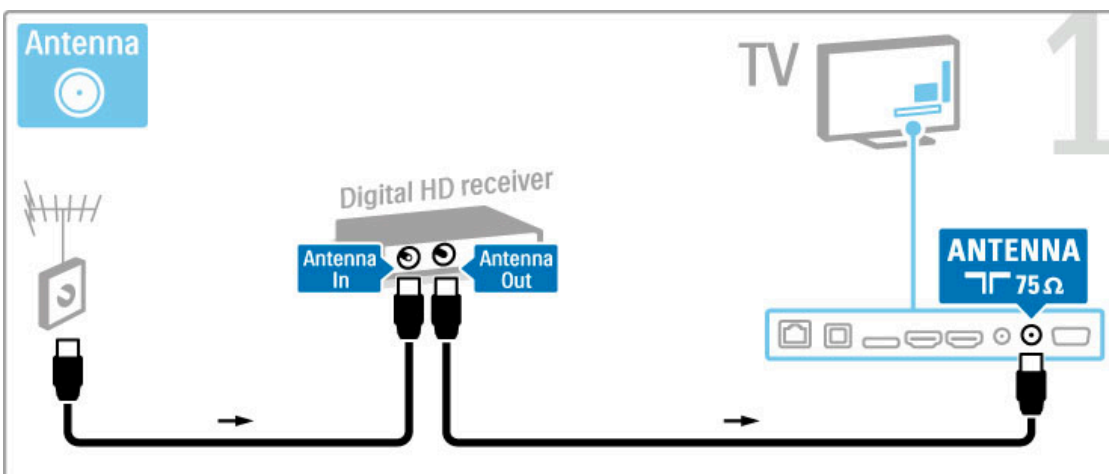 Antenna
TV
1
Digital HD receiver
Antenna
In
Antenna
Out
ANTENNA
75 Ω